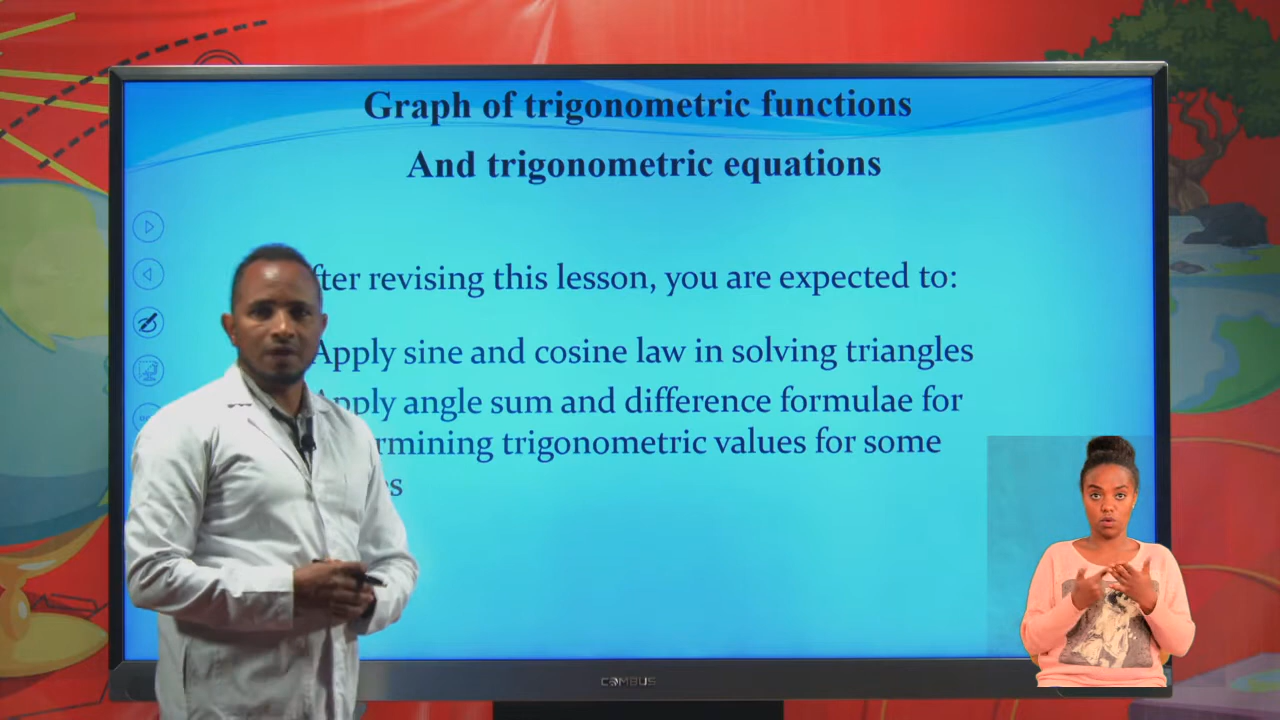 Graph of trigonometric functions
And trigonometric equations
fter revising this lesson, you are expected to:
Apply sine and cosine law in solving triangles
Apply angle sum and difference formulae for
rmining trigonometric values for some
s
COMBUS